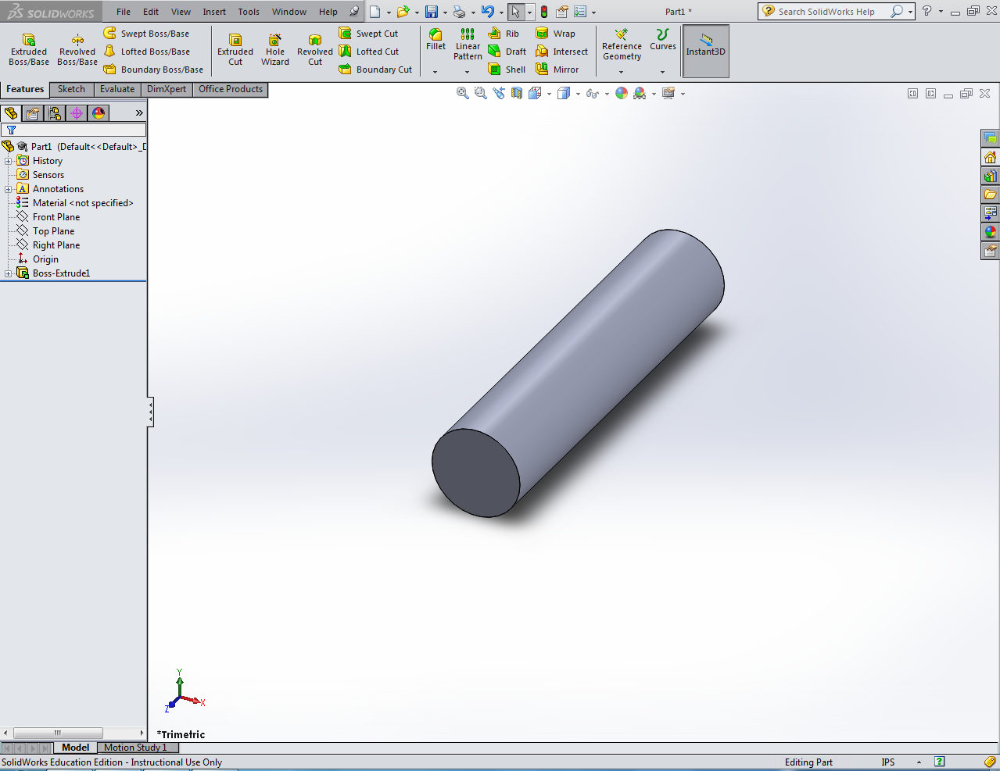 SOLIDWORKS File Edit View Insert Tools Window Help Part1 * Search SolidWorks Help
Extruded Boss/Base
Revolved Boss/Base
Swept Boss/Base
Lofted Boss/Base
Boundary Boss/Base
Extruded Cut
Hole Wizard
Revolved Cut
Swept Cut
Lofted Cut
Boundary Cut
Fillet
Linear Pattern
Rib
Draft
Shell
Wrap
Intersect
Mirror
Reference Geometry
Curves
Instant3D
Features Sketch Evaluate DimXpert Office Products
Part1 (Default<<Default>_D
History
Sensors
Annotations
Material <not specified>
Front Plane
Top Plane
Right Plane
Origin
Boss-Extrude1
Y
X
Z
*Trimetric
Model Motion Study 1
SolidWorks Education Edition - Instructional Use Only Editing Part IPS